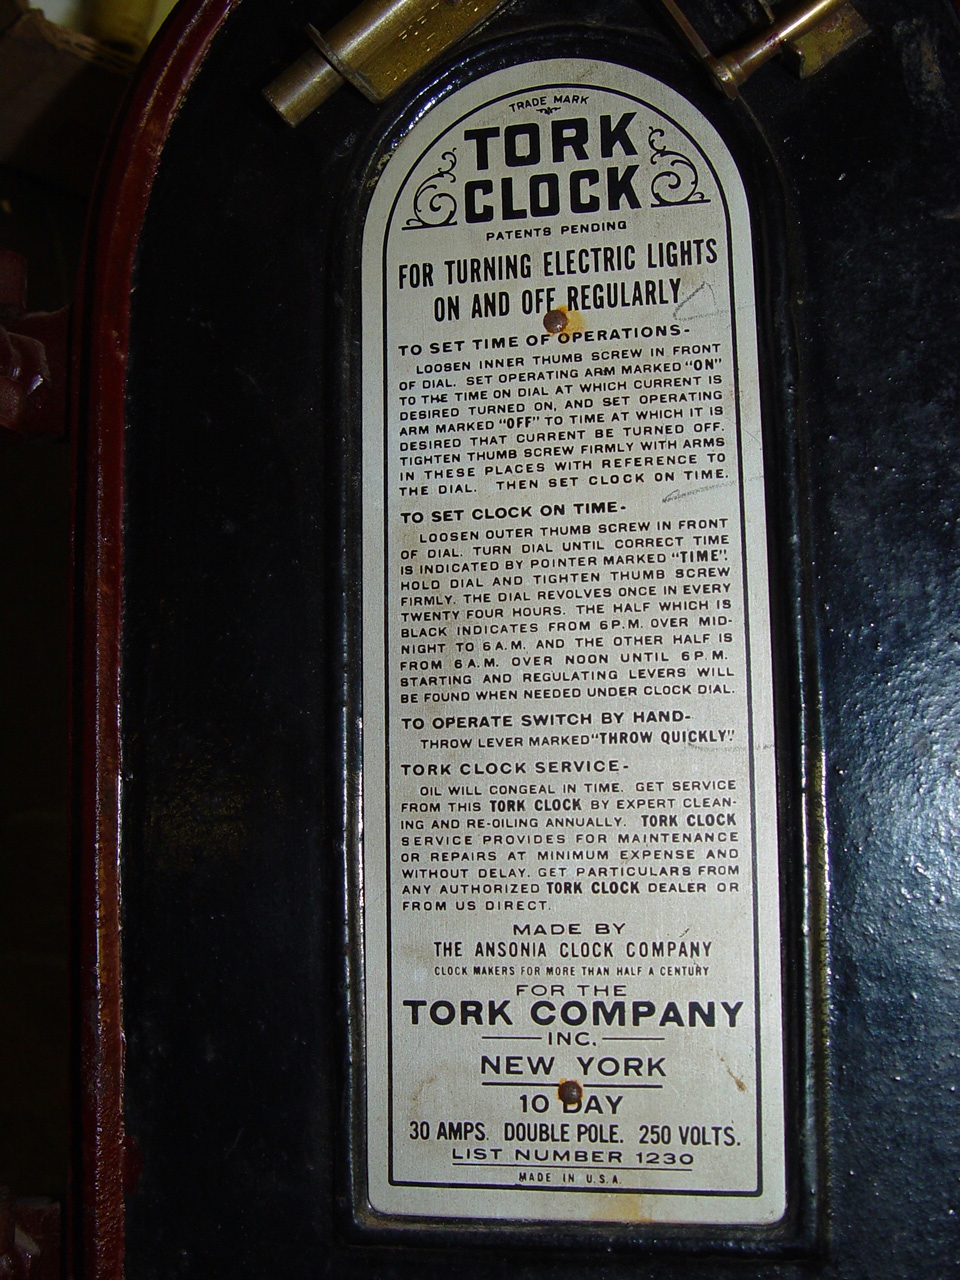 TRADE MARK
TORK
CLOCK
PATENTS PENDING
FOR TURNING ELECTRIC LIGHTS
ON AND OFF REGULARLY
TO SET TIME OF OPERATIONS-
LOOSEN INNER THUMB SCREW IN FRONT
OF DIAL. SET OPERATING ARM MARKED "ON"
TO THE TIME ON DIAL AT WHICH CURRENT IS
DESIRED TURNED ON, AND SET OPERATING
ARM MARKED "OFF" TO TIME AT WHICH IT IS
DESIRED THAT CURRENT BE TURNED OFF.
TIGHTEN THUMB SCREW FIRMLY WITH ARMS
IN THESE PLACES WITH REFERENCE TO
THE DIAL. THEN SET CLOCK ON TIME.
TO SET CLOCK ON TIME-
LOOSEN OUTER THUMB SCREW IN FRONT
OF DIAL. TURN DIAL UNTIL CORRECT TIME
IS INDICATED BY POINTER MARKED "TIME".
HOLD DIAL AND TIGHTEN THUMB SCREW
FIRMLY. THE DIAL REVOLVES ONCE IN EVERY
TWENTY FOUR HOURS. THE HALF WHICH IS
BLACK INDICATES FROM 6 P.M. OVER MID-
NIGHT TO 6 A.M. AND THE OTHER HALF IS
FROM 6 A.M. OVER NOON UNTIL 6 P.M.
STARTING AND REGULATING LEVERS WILL
BE FOUND WHEN NEEDED UNDER CLOCK DIAL.
TO OPERATE SWITCH BY HAND-
THROW LEVER MARKED "THROW QUICKLY".
TORK CLOCK SERVICE-
OIL WILL CONGEAL IN TIME. GET SERVICE
FROM THIS TORK CLOCK BY EXPERT CLEAN-
ING AND RE-OILING ANNUALLY. TORK CLOCK
SERVICE PROVIDES FOR MAINTENANCE
OR REPAIRS AT MINIMUM EXPENSE AND
WITHOUT DELAY. GET PARTICULARS FROM
ANY AUTHORIZED TORK CLOCK DEALER OR
FROM US DIRECT.
MADE BY
THE ANSONIA CLOCK COMPANY
CLOCK MAKERS FOR MORE THAN HALF A CENTURY
FOR THE
TORK COMPANY
INC.
NEW YORK
10 DAY
30 AMPS. DOUBLE POLE. 250 VOLTS.
LIST NUMBER 1230
MADE IN U.S.A.